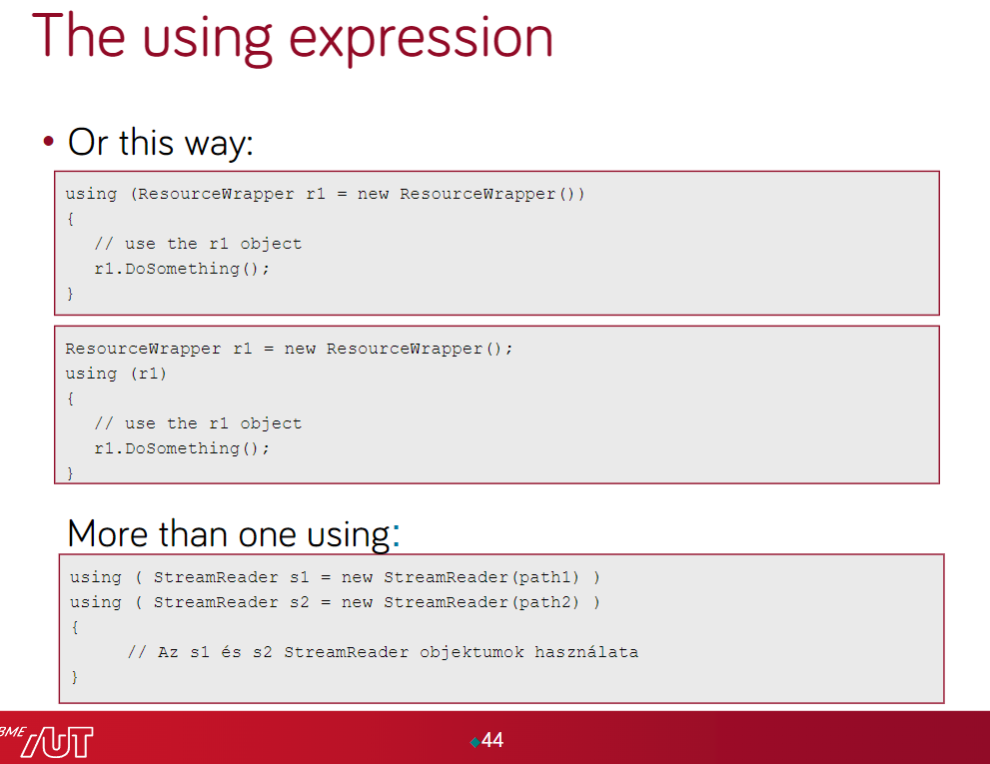 The using expression
• Or this way:
using (ResourceWrapper r1 = new ResourceWrapper())
{
// use the r1 object
r1.DoSomething();
}
ResourceWrapper r1 = new ResourceWrapper();
using (r1)
{
// use the r1 object
r1.DoSomething();
}
More than one using:
using ( StreamReader s1 = new StreamReader(path1) )
using ( StreamReader s2 = new StreamReader(path2) )
{
// Az s1 és s2 StreamReader objektumok használata
}
BME AUT
◆44